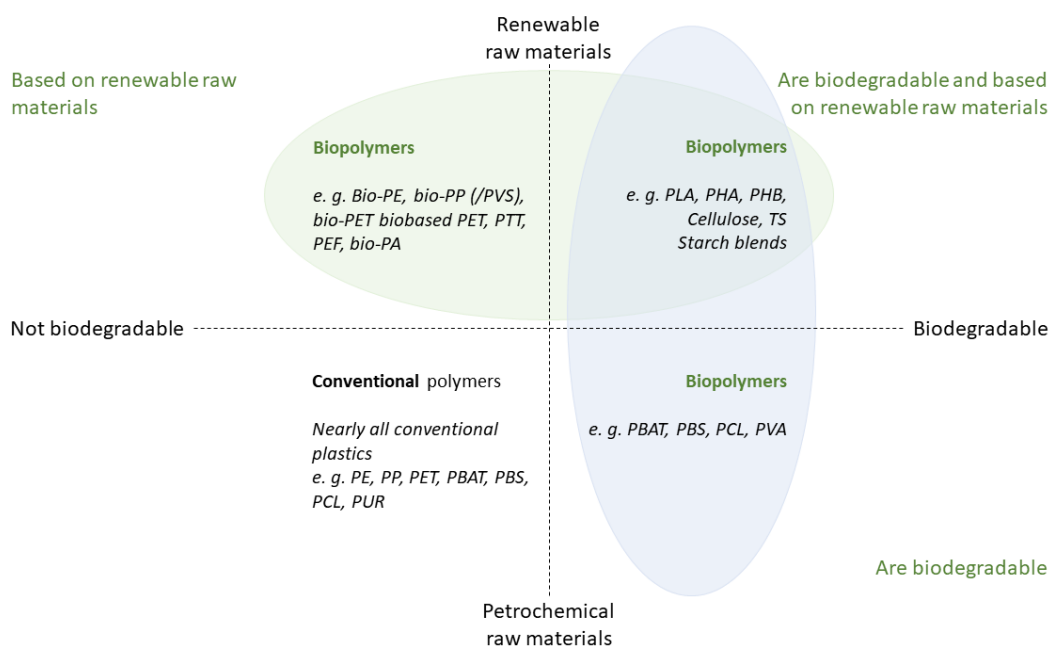 Renewable
raw materials
Based on renewable raw
materials
Are biodegradable and based
on renewable raw materials
Biopolymers
e. g. Bio-PE, bio-PP (/PVS),
bio-PET biobased PET, PTT,
PEF, bio-PA
Biopolymers
e. g. PLA, PHA, PHB,
Cellulose, TS
Starch blends
Not biodegradable
Biodegradable
Conventional polymers
Nearly all conventional
plastics
e. g. PE, PP, PET, PBAT, PBS,
PCL, PUR
Biopolymers
e. g. PBAT, PBS, PCL, PVA
Are biodegradable
Petrochemical
raw materials